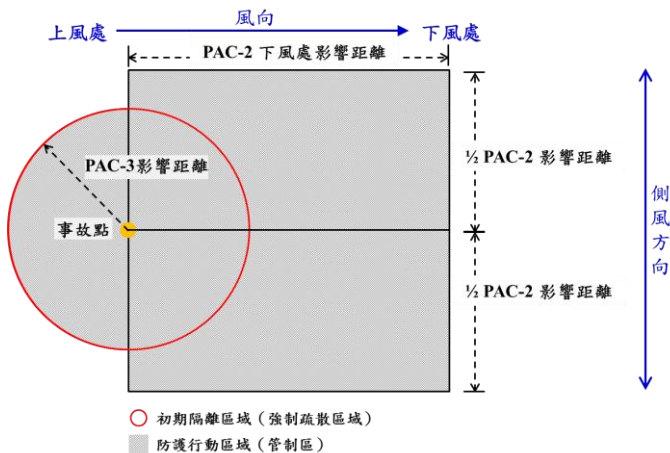 風向
上風處
下風處
PAC-2 下風處影響距離
PAC-3影響距離
½ PAC-2 影響距離
事故點
側風方向
½ PAC-2 影響距離
初期隔離區域（強制疏散區域）
防護行動區域（管制區）